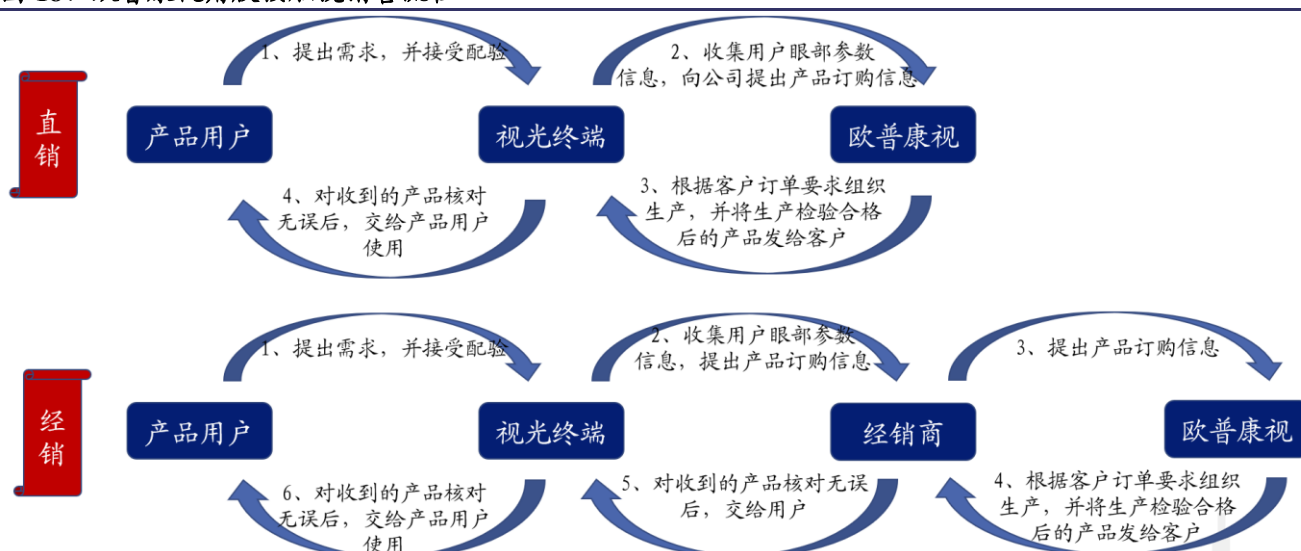 1、提出需求，并接受配验
2、收集用户眼部参数
信息，向公司提出产品订购信息
直
销
产品用户
视光终端
欧普康视
4、对收到的产品核对
无误后，交给产品用户
使用
3、根据客户订单要求组织
生产，并将生产检验合格
后的产品发给客户
1、提出需求，并接受配验
2、收集用户眼部参数
信息，提出产品订购信息
3、提出产品订购信息
经
销
产品用户
视光终端
经销商
欧普康视
6、对收到的产品核对
无误后，交给产品用户
使用
5、对收到的产品核对无误
后，交给用户
4、根据客户订单要求组织
生产，并将生产检验合格
后的产品发给客户